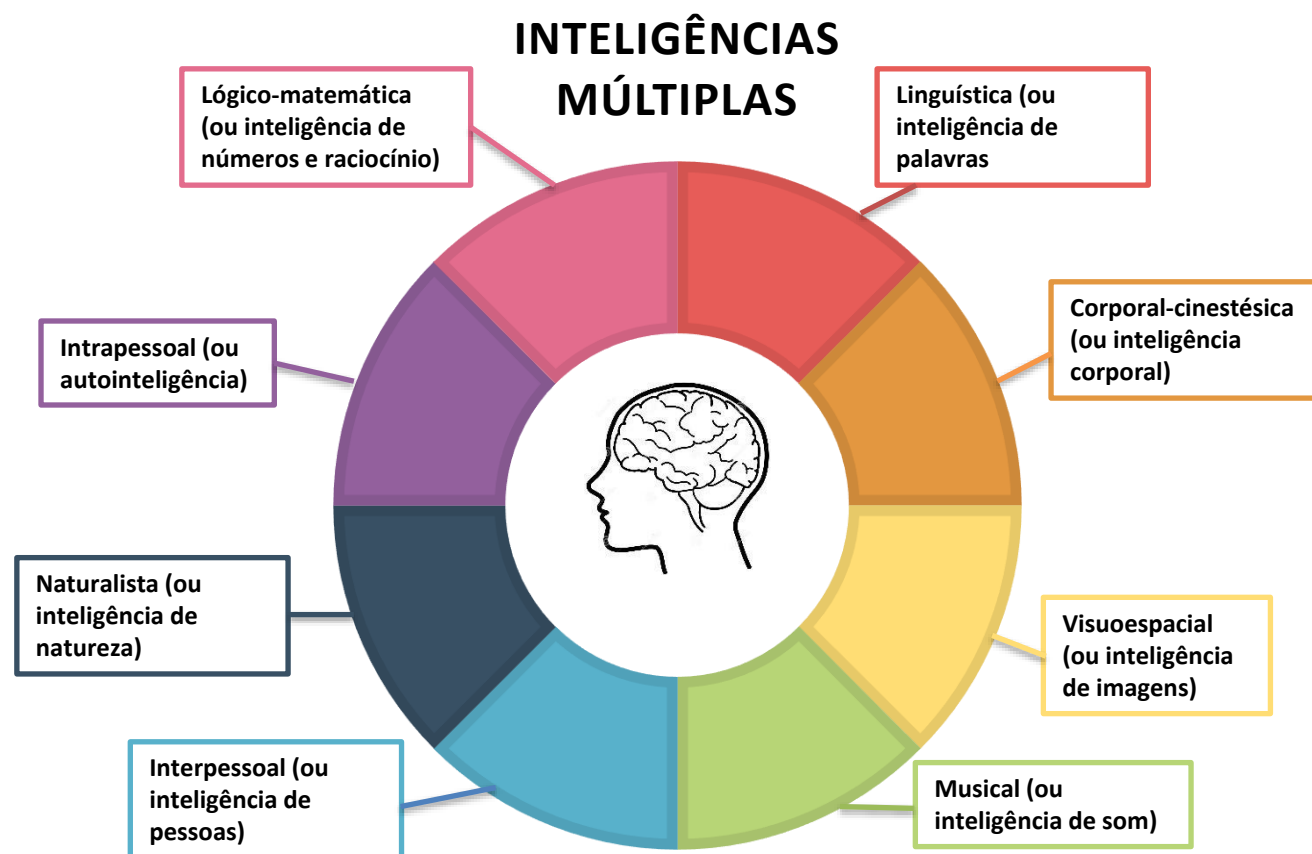 INTELIGÊNCIAS
MÚLTIPLAS
Lógico-matemática
(ou inteligência de
números e raciocínio)
Linguística (ou
inteligência de
palavras
Corporal-cinestésica
(ou inteligência
corporal)
Intrapessoal (ou
autointeligência)
Naturalista (ou
inteligência de
natureza)
Visuoespacial
(ou inteligência
de imagens)
Interpessoal (ou
inteligência de
pessoas)
Musical (ou
inteligência de som)